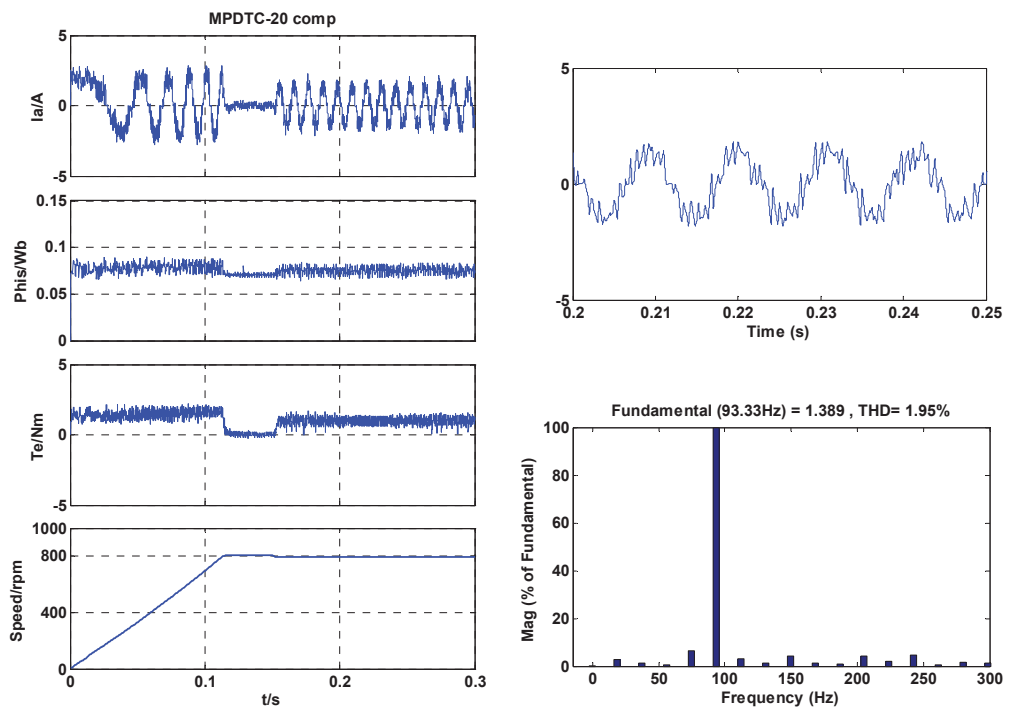 MPDTC-20 comp
5
0
-5
Ia/A
0.15
0.1
0.05
0
Phis/Wb
5
0
-5
Te/Nm
1000
800
400
0
Speed/rpm
0 0.1 0.2 0.3
t/s
5
0
-5
0.2 0.21 0.22 0.23 0.24 0.25
Time (s)
Fundamental (93.33Hz) = 1.389 , THD= 1.95%
100
80
60
40
20
0
Mag (% of Fundamental)
0 50 100 150 200 250 300
Frequency (Hz)